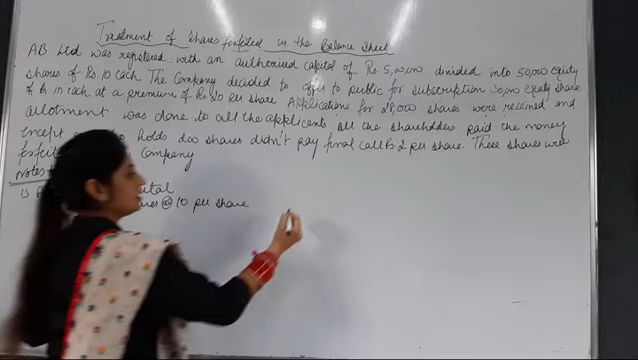 Treatment of shares forfeited in the Balance Sheet
AB Ltd was registered with an authorised capital of Rs. 5,00,000 divided into 50,000 equity
shares of Rs. 10 each The Company decided to offer to public for subscription 30,000 equity share
of Rs 10 each at a premium of Rs 20 per share Applications for 28,000 shares were received and
allotment was done to all the applicants all the shareholders paid the money
except who holds 200 shares didn't pay final call Rs 2 per share. These shares were
forfeit Company
notes
is
@ 10 per share